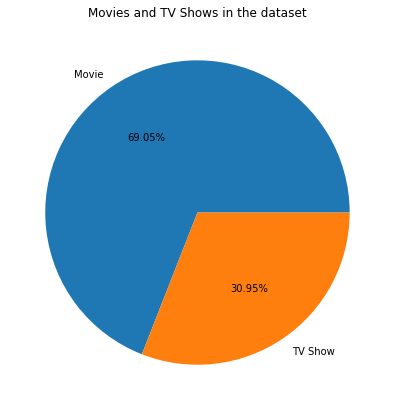 Movies and TV Shows in the dataset
Movie
69.05%
30.95%
TV Show